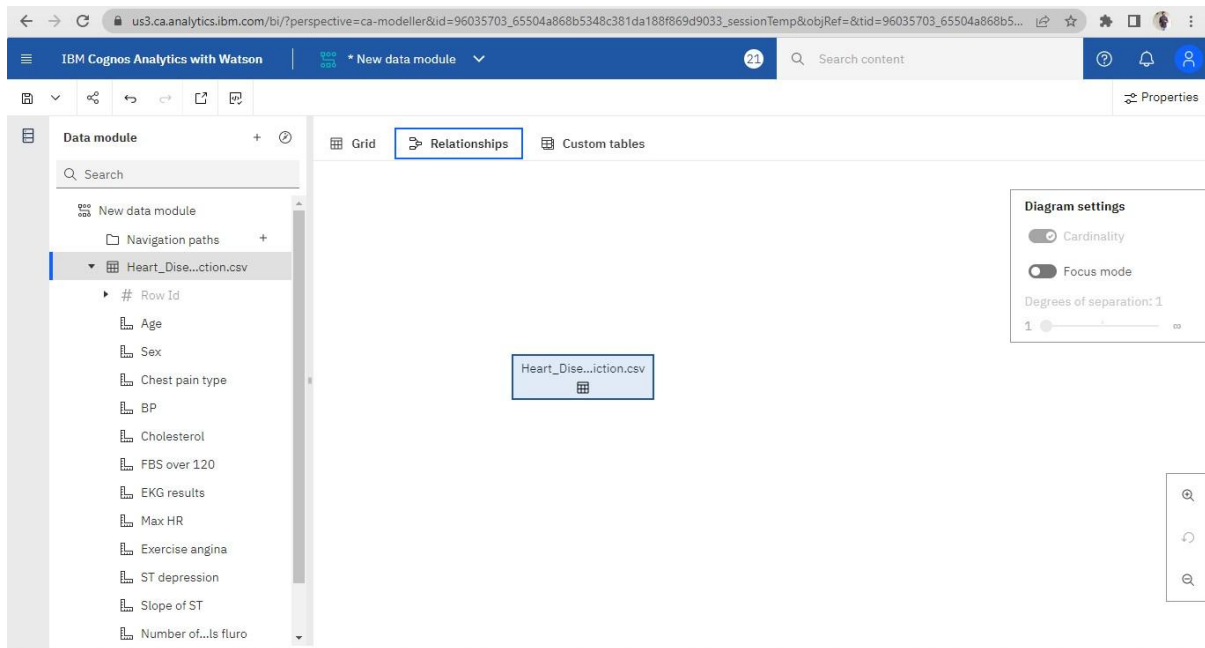 us3.ca.analytics.ibm.com/bi/?perspective=ca-modeller&id=96035703_65504a868b5348c381da188f869d9033_sessionTemp&objRef=&tid=96035703_65504a868b5...
IBM Cognos Analytics with Watson
* New data module
21
Search content
Properties
Data module
Grid
Relationships
Custom tables
Search
New data module
Navigation paths
Heart_Dise...ction.csv
# Row Id
Age
Sex
Chest pain type
BP
Cholesterol
FBS over 120
EKG results
Max HR
Exercise angina
ST depression
Slope of ST
Number of...ls fluro
Heart_Dise...iction.csv
Diagram settings
Cardinality
Focus mode
Degrees of separation: 1
1 ∞